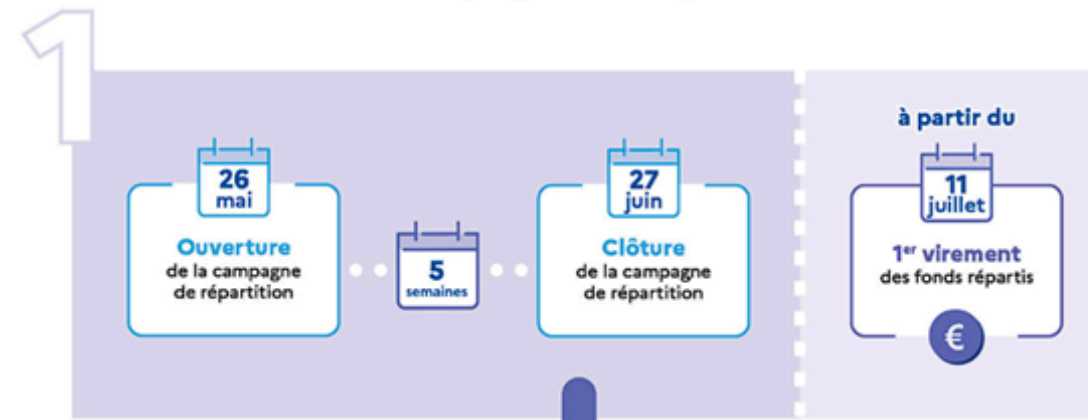 1
26
mai
Ouverture
de la campagne
de répartition
5
semaines
27
juin
Clôture
de la campagne
de répartition
à partir du
11
juillet
1er virement
des fonds répartis
€